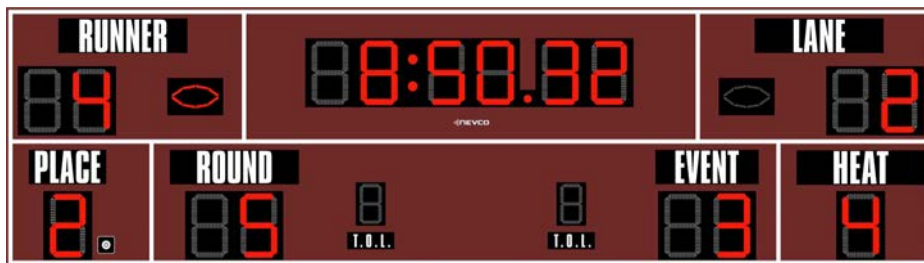 RUNNER
LANE
4
8:50.32
2
NEVCO
PLACE
ROUND
EVENT
HEAT
2
5
3
4
T.O.L.
T.O.L.